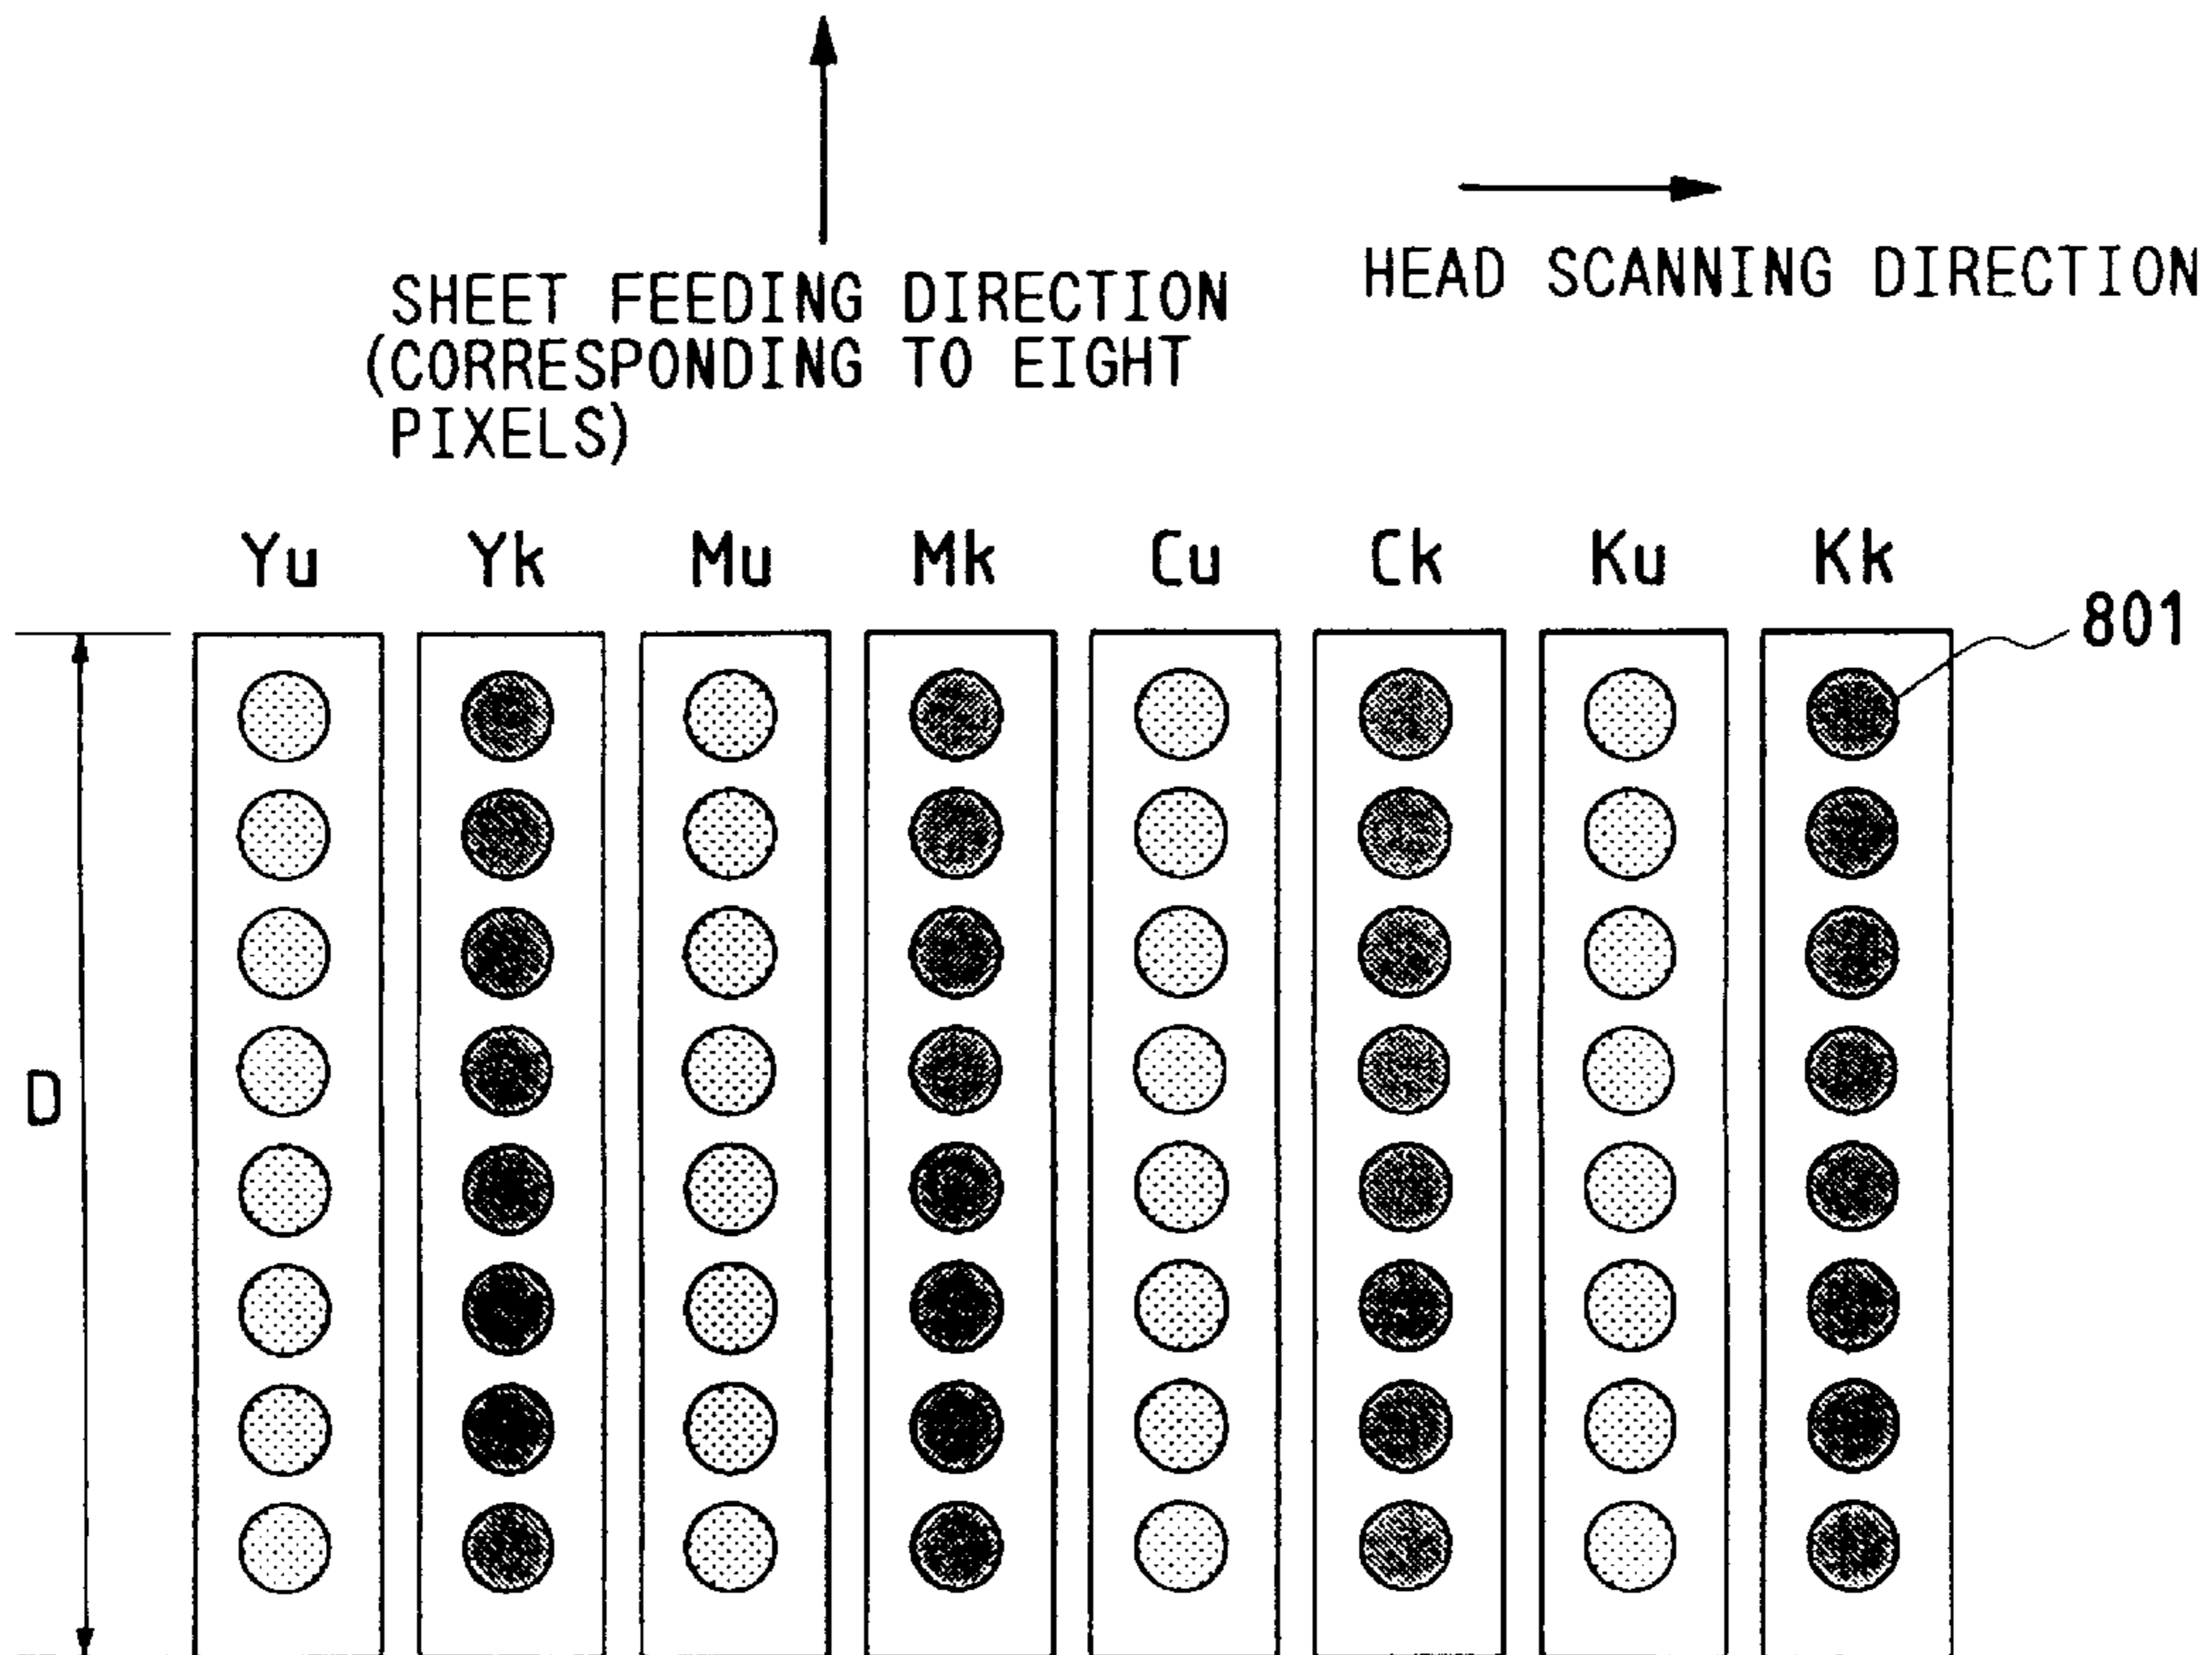 SHEET FEEDING DIRECTION
(CORRESPONDING TO EIGHT
PIXELS)
HEAD SCANNING DIRECTION
Yu Yk Mu Mk Cu Ck Ku Kk
801
D